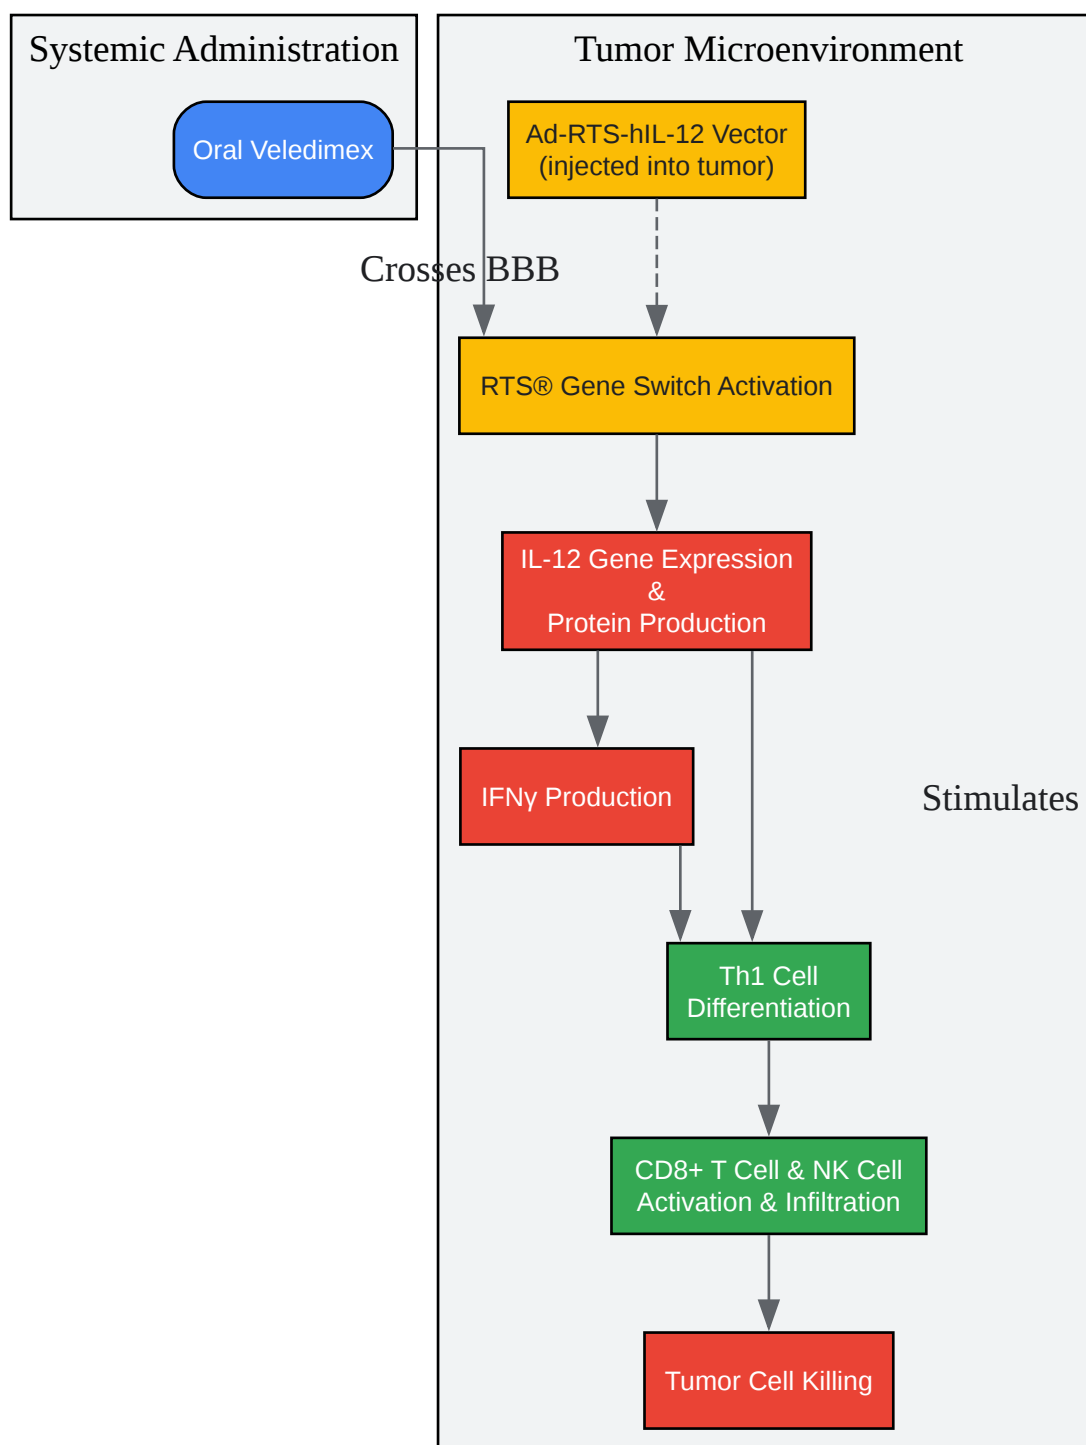 Systemic Administration
Tumor Microenvironment
Oral Veledimex
Ad-RTS-hIL-12 Vector
(injected into tumor)
Crosses BBB
RTS® Gene Switch Activation
IL-12 Gene Expression
&
Protein Production
IFNγ Production
Stimulates
Th1 Cell
Differentiation
CD8+ T Cell & NK Cell
Activation & Infiltration
Tumor Cell Killing